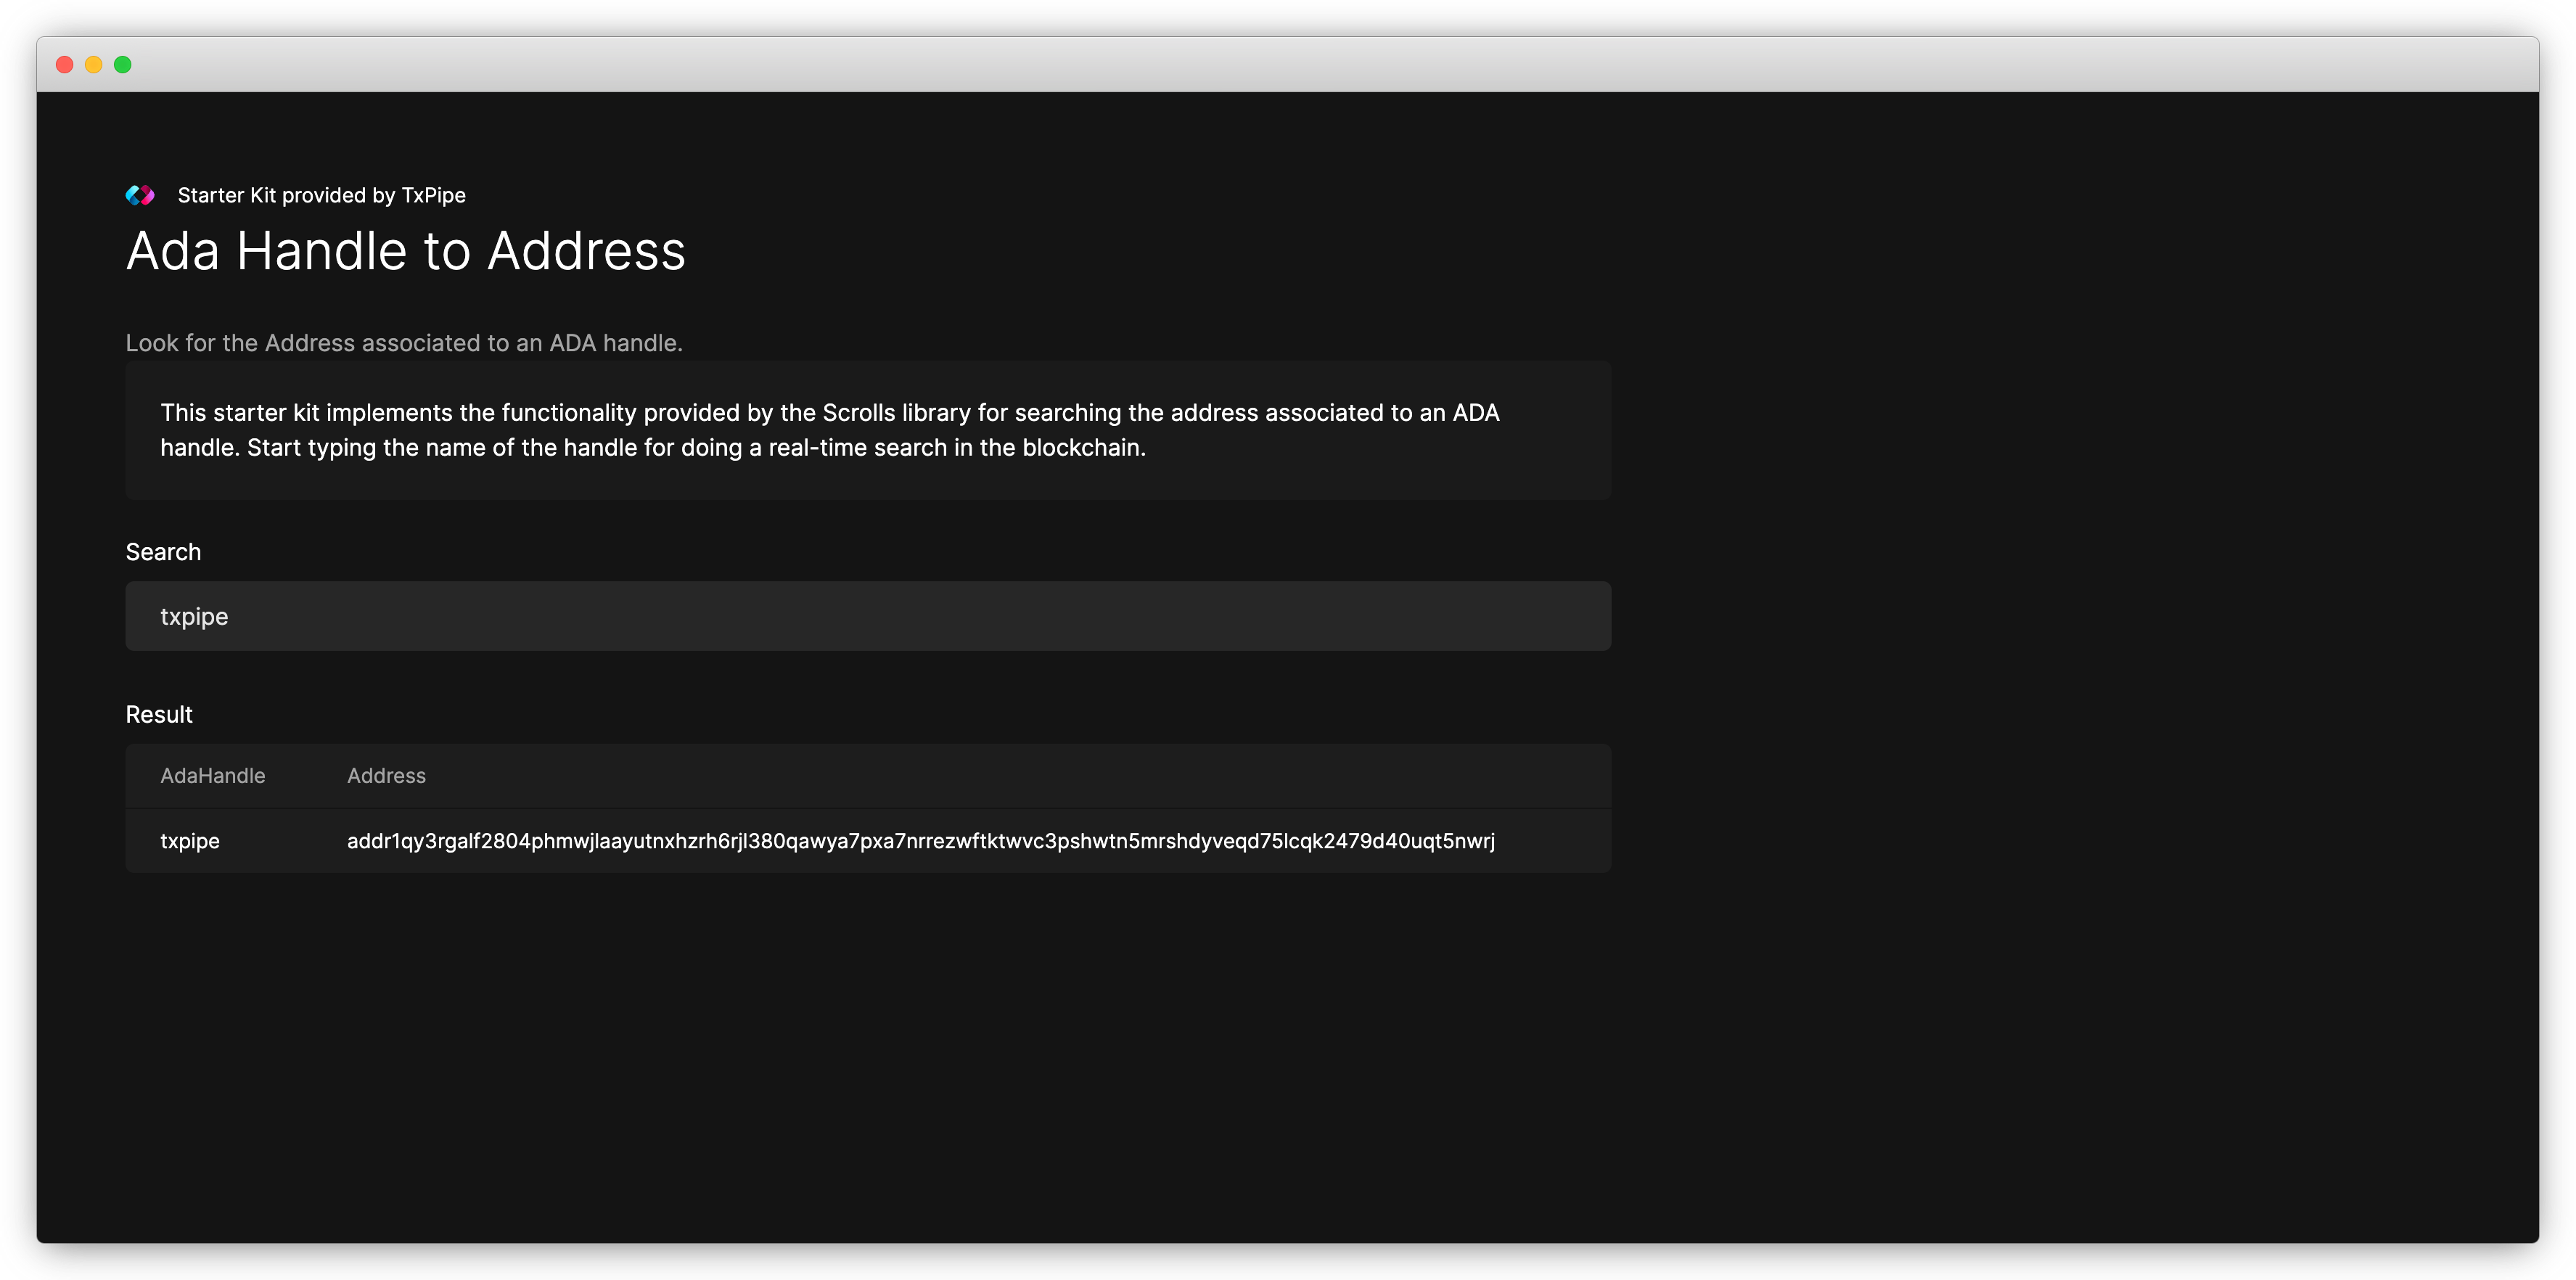 Starter Kit provided by TxPipe
Ada Handle to Address
Look for the Address associated to an ADA handle.
This starter kit implements the functionality provided by the Scrolls library for searching the address associated to an ADA
handle. Start typing the name of the handle for doing a real-time search in the blockchain.
Search
txpipe
Result
AdaHandle Address
txpipe addr1qy3rgalf2804phmwjlaayutnxhzrh6rjl380qawya7pxa7nrrezwftktwvc3pshwtn5mrshdyveqd75lcqk2479d40uqt5nwrj